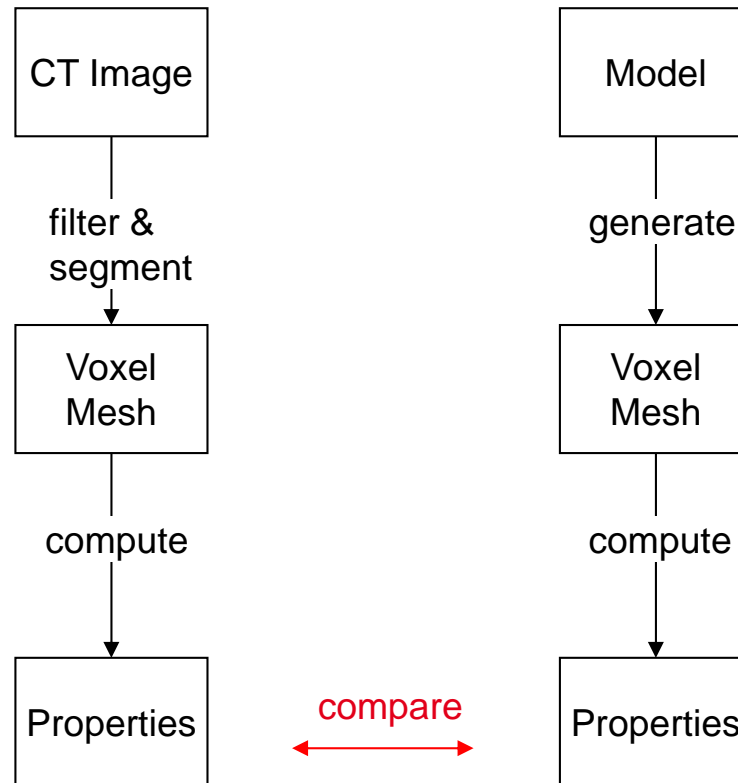 CT Image
Model
filter &
segment
generate
Voxel
Mesh
Voxel
Mesh
compute
compute
Properties
compare
Properties